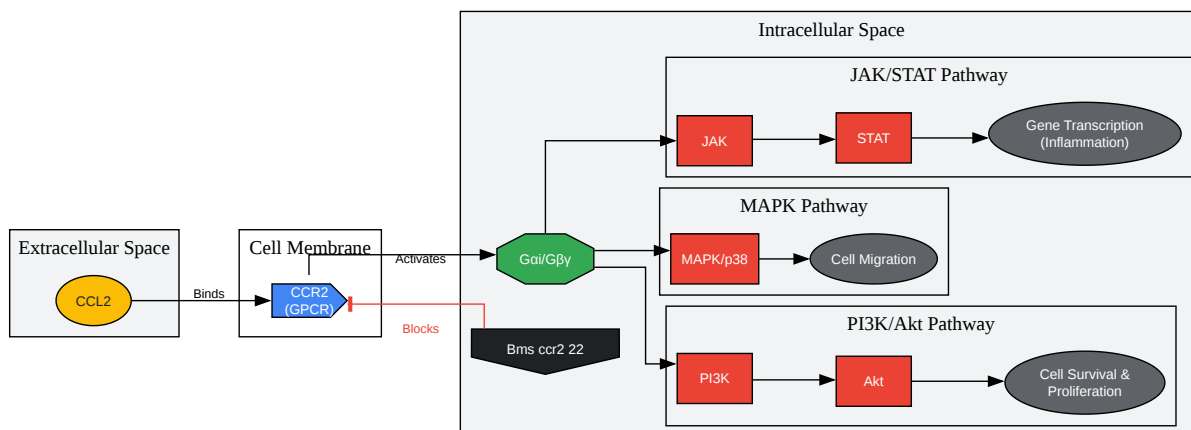 Intracellular Space
JAK/STAT Pathway
JAK
STAT
Gene Transcription
(Inflammation)
MAPK Pathway
MAPK/p38
Cell Migration
Extracellular Space
CCL2
Binds
Cell Membrane
CCR2
(GPCR)
Activates
Gαi/Gβγ
Blocks
Bms ccr2 22
PI3K/Akt Pathway
PI3K
Akt
Cell Survival &
Proliferation